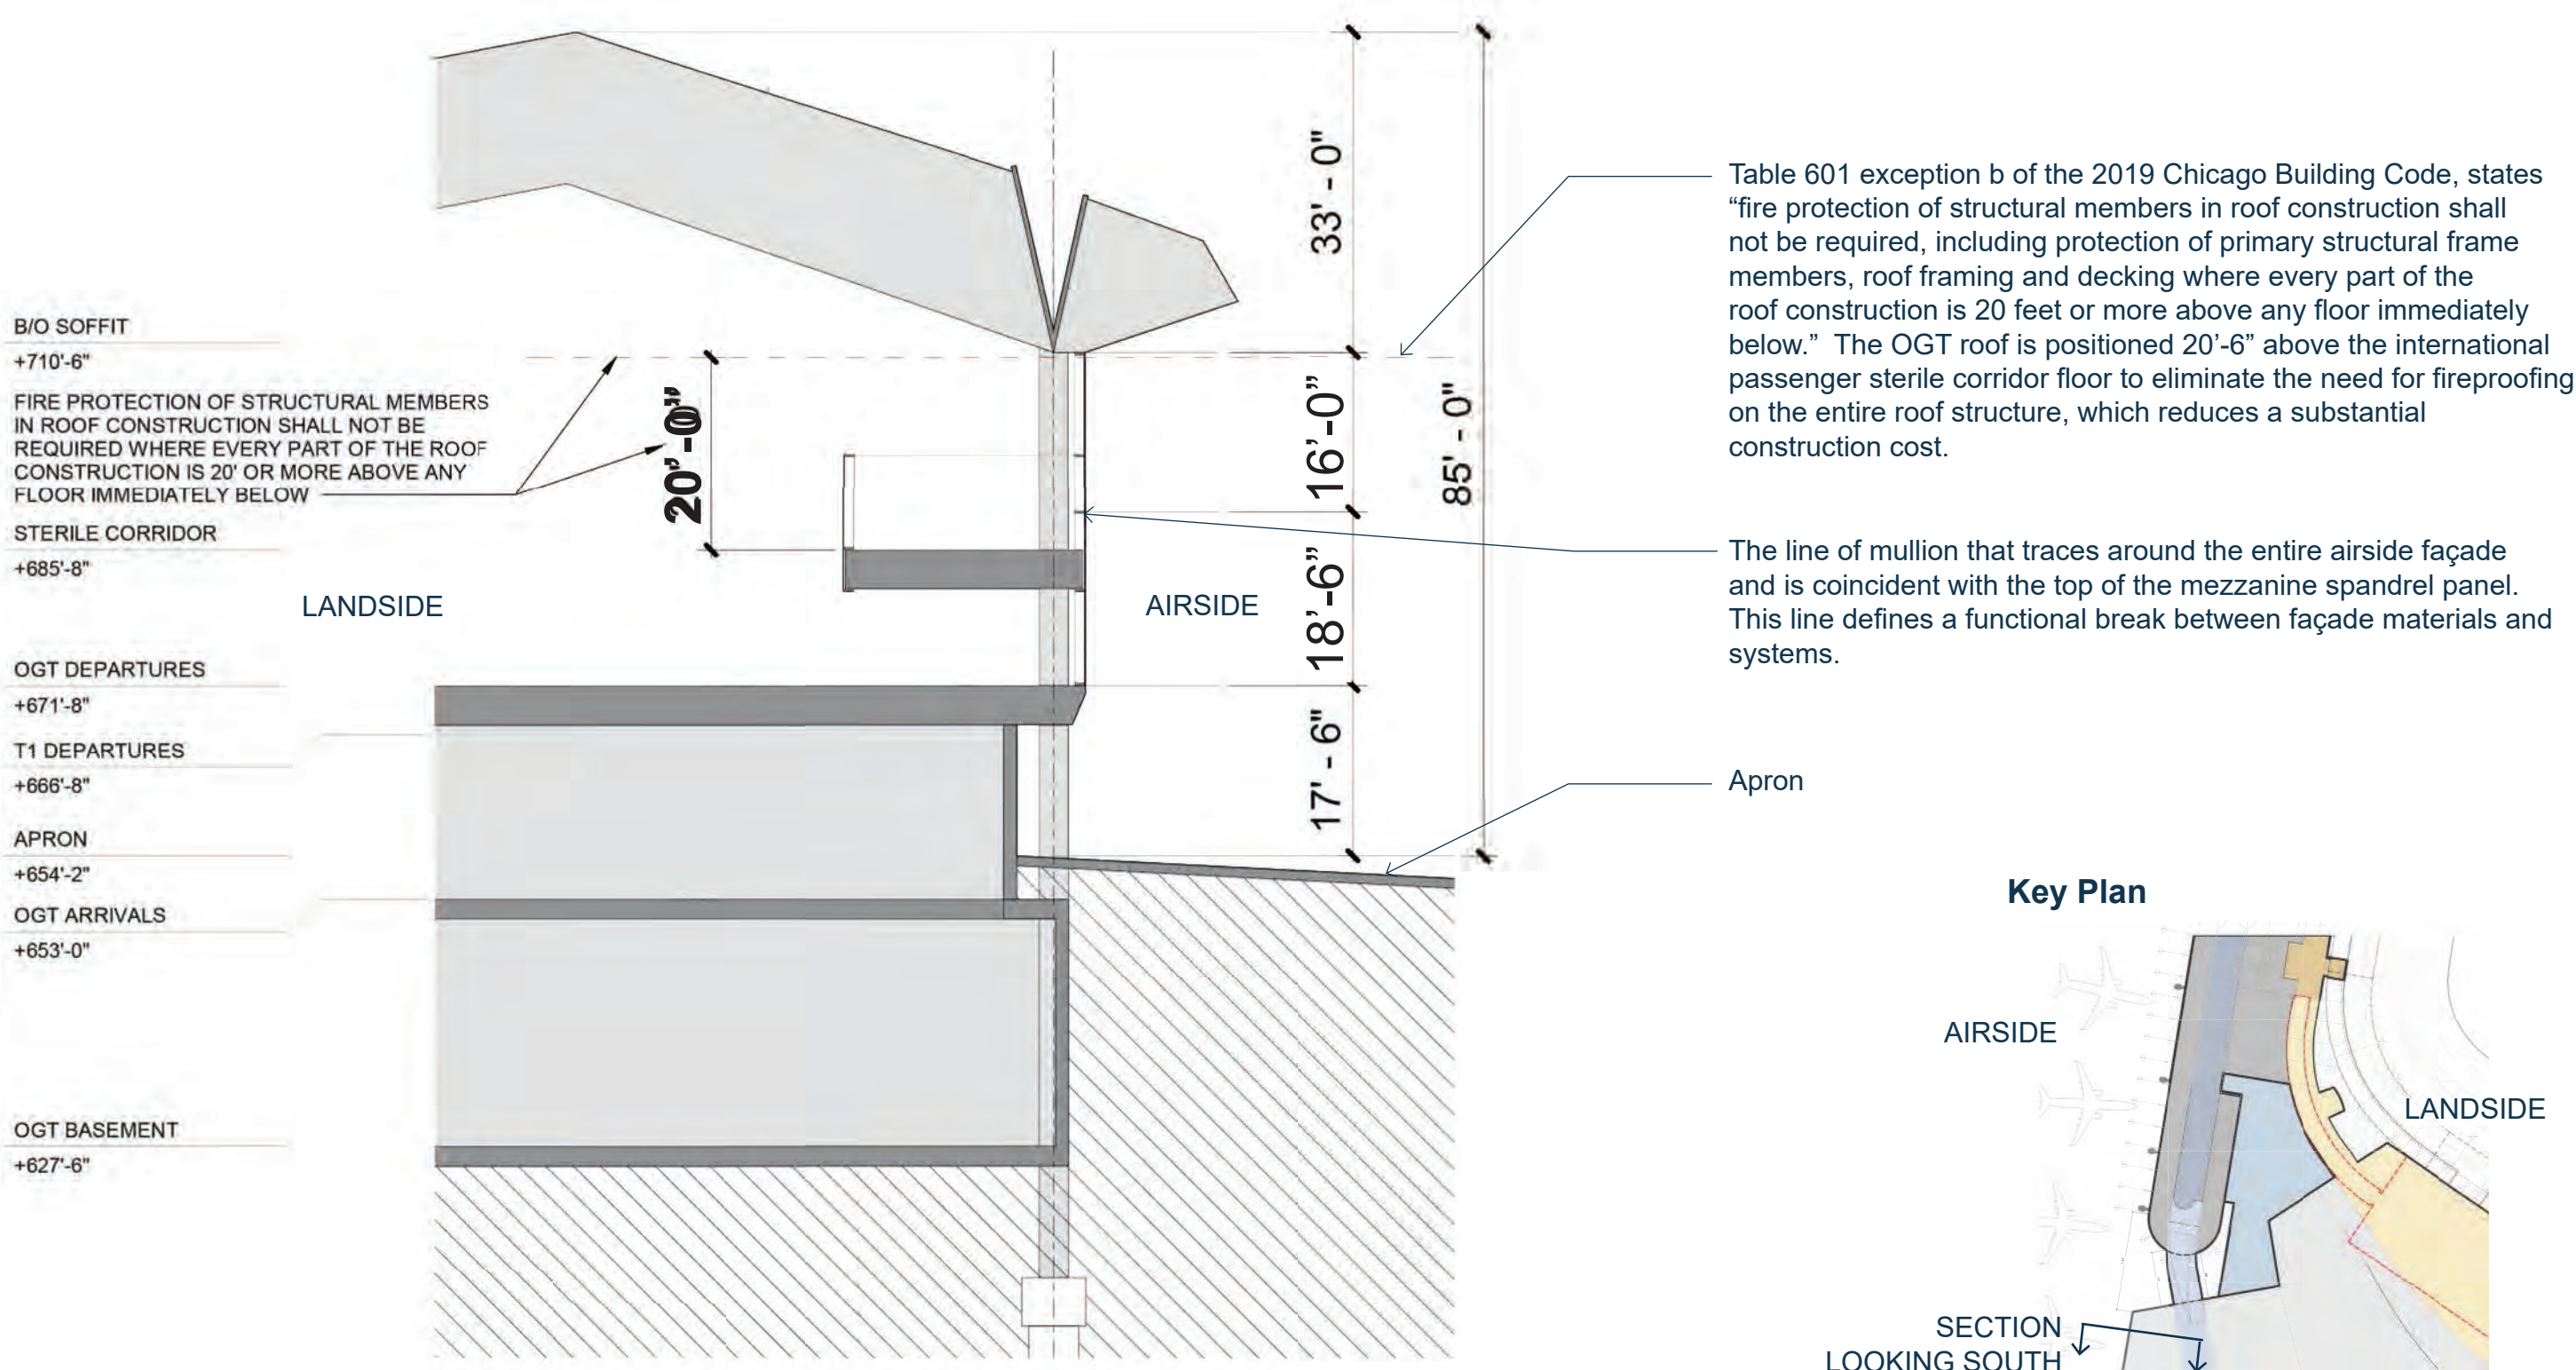 B/O SOFFIT
+710'-6"
FIRE PROTECTION OF STRUCTURAL MEMBERS
IN ROOF CONSTRUCTION SHALL NOT BE
REQUIRED WHERE EVERY PART OF THE ROOF
CONSTRUCTION IS 20' OR MORE ABOVE ANY
FLOOR IMMEDIATELY BELOW
STERILE CORRIDOR
+685'-8"
OGT DEPARTURES
+671'-8"
T1 DEPARTURES
+666'-8"
APRON
+654'-2"
OGT ARRIVALS
+653'-0"
OGT BASEMENT
+627'-6"
LANDSIDE
20'-0"
AIRSIDE
33' - 0"
16’-0”
18’-6”
17' - 6"
85' - 0"
Table 601 exception b of the 2019 Chicago Building Code, states
“fire protection of structural members in roof construction shall
not be required, including protection of primary structural frame
members, roof framing and decking where every part of the
roof construction is 20 feet or more above any floor immediately
below.”  The OGT roof is positioned 20’-6” above the international
passenger sterile corridor floor to eliminate the need for fireproofing
on the entire roof structure, which reduces a substantial
construction cost.
The line of mullion that traces around the entire airside façade
and is coincident with the top of the mezzanine spandrel panel.
This line defines a functional break between façade materials and
systems.
Apron
Key Plan
AIRSIDE
LANDSIDE
SECTION
LOOKING SOUTH